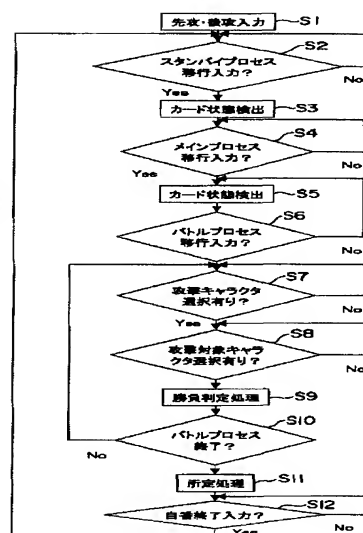 先攻・後攻入力
S1
S2
スタンバイプロセス
移行入力?
No
Yes
カード状態検出
S3
S4
メインプロセス
移行入力?
No
Yes
カード状態検出
S5
S6
バトルプロセス
移行入力?
No
S7
攻撃キャラクタ
選択有り?
No
Yes
S8
攻撃対象キャラ
クタ選択有り?
No
勝負判定処理
S9
S10
バトルプロセス
終了?
No
所定処理
S11
S12
自番終了入力?
No
Yes